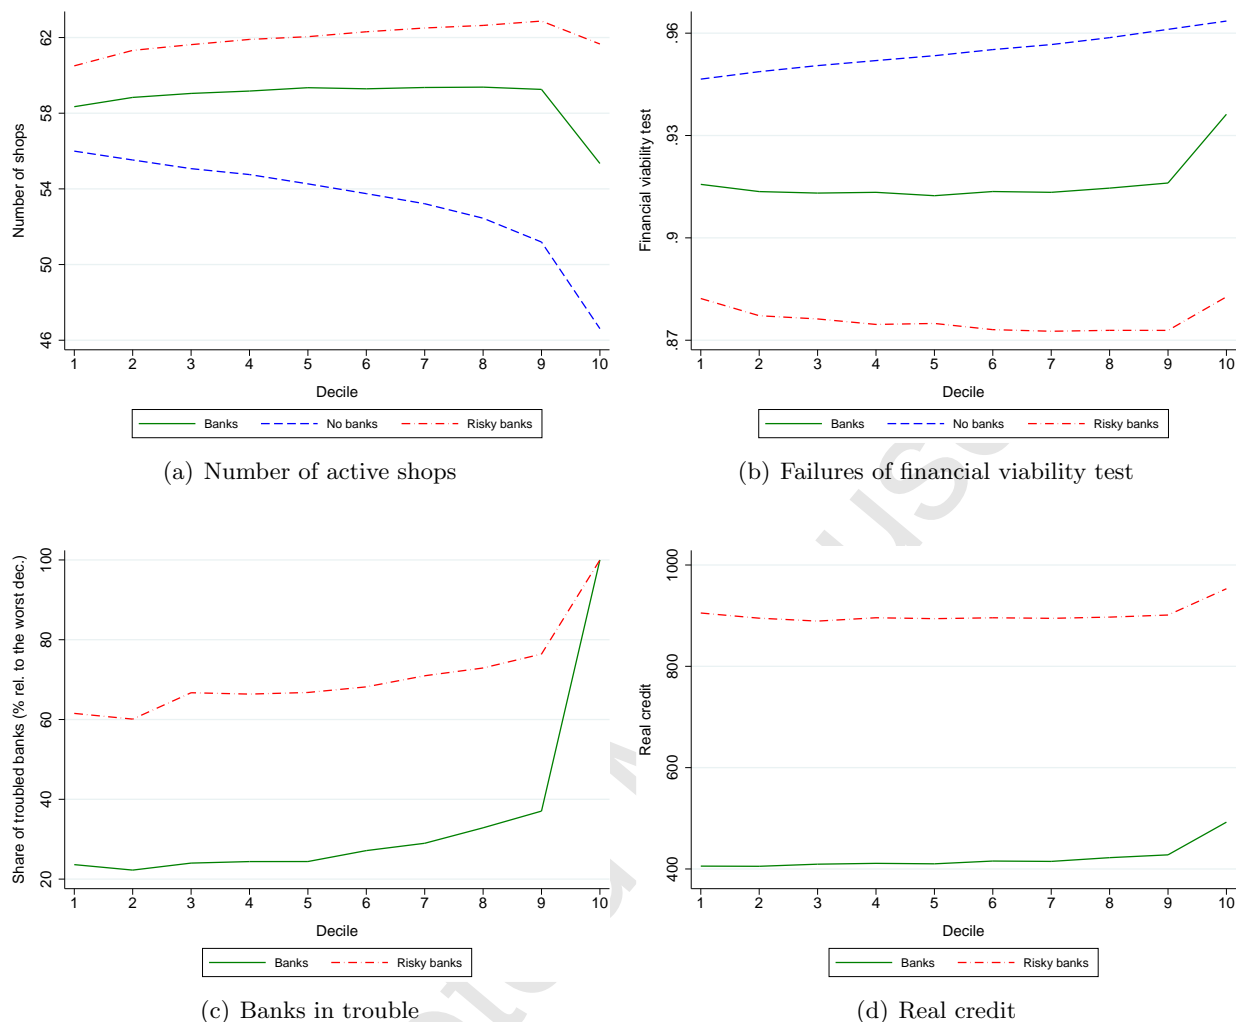 Number of shops
62
58
54
50
46
1 2 3 4 5 6 7 8 9 10
Decile
Banks No banks Risky banks
(a) Number of active shops
Financial viability test
.96
.93
.9
.87
1 2 3 4 5 6 7 8 9 10
Decile
Banks No banks Risky banks
(b) Failures of financial viability test
Share of troubled banks (% rel. to the worst dec.)
100
80
60
40
20
1 2 3 4 5 6 7 8 9 10
Decile
Banks Risky banks
(c) Banks in trouble
Real credit
1000
800
600
400
1 2 3 4 5 6 7 8 9 10
Decile
Banks Risky banks
(d) Real credit